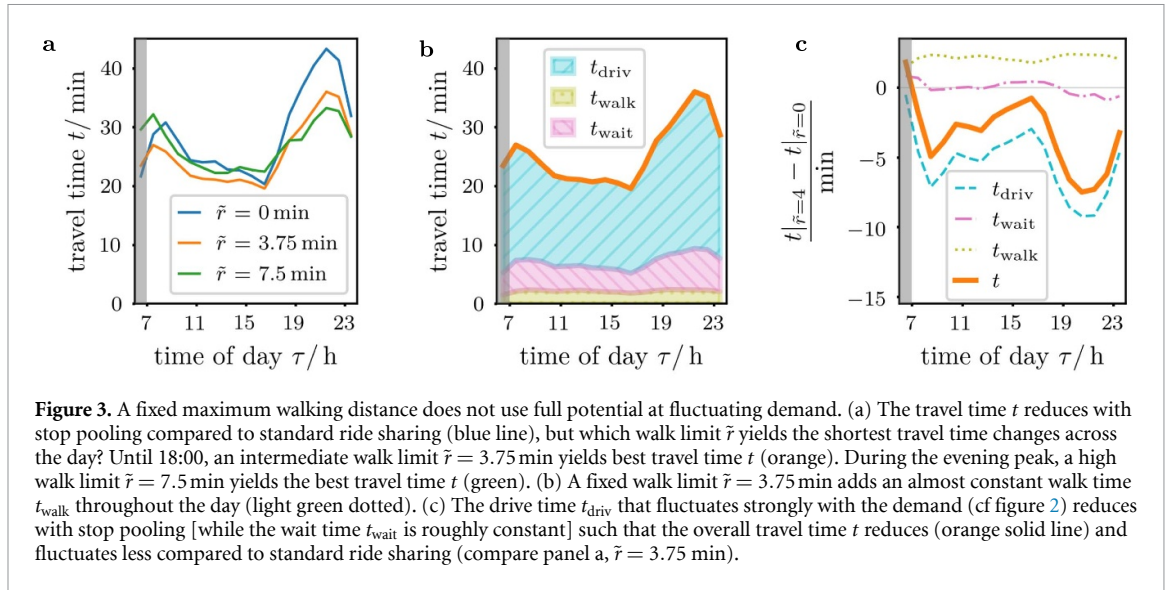 a
travel time t / min
40
30
20
10
0
r̃ = 0 min
r̃ = 3.75 min
r̃ = 7.5 min
7 11 15 19 23
time of day τ / h
b
travel time t / min
40
30
20
10
0
t_driv
t_walk
t_wait
7 11 15 19 23
time of day τ / h
c
t|r̃=4 − t|r̃=0
min
0
−5
−10
−15
t_driv
t_wait
t_walk
t
7 11 15 19 23
time of day τ / h
Figure 3. A fixed maximum walking distance does not use full potential at fluctuating demand. (a) The travel time t reduces with
stop pooling compared to standard ride sharing (blue line), but which walk limit r̃ yields the shortest travel time changes across
the day? Until 18:00, an intermediate walk limit r̃ = 3.75 min yields best travel time t (orange). During the evening peak, a high
walk limit r̃ = 7.5 min yields the best travel time t (green). (b) A fixed walk limit r̃ = 3.75 min adds an almost constant walk time
t_walk throughout the day (light green dotted). (c) The drive time t_driv that fluctuates strongly with the demand (cf figure 2) reduces
with stop pooling [while the wait time t_wait is roughly constant] such that the overall travel time t reduces (orange solid line) and
fluctuates less compared to standard ride sharing (compare panel a, r̃ = 3.75 min).